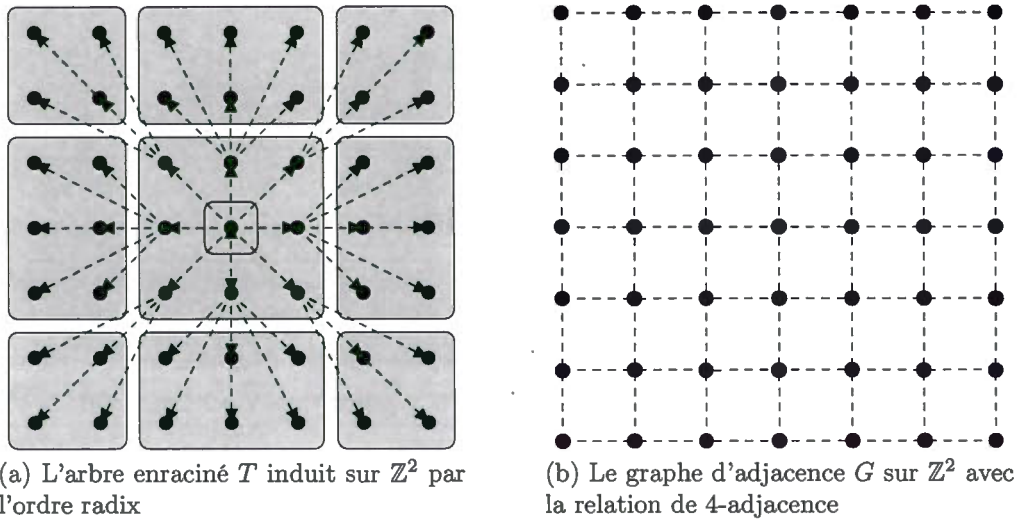 (a) L'arbre enraciné T induit sur ℤ² par
l'ordre radix
(b) Le graphe d'adjacence G sur ℤ² avec
la relation de 4-adjacence